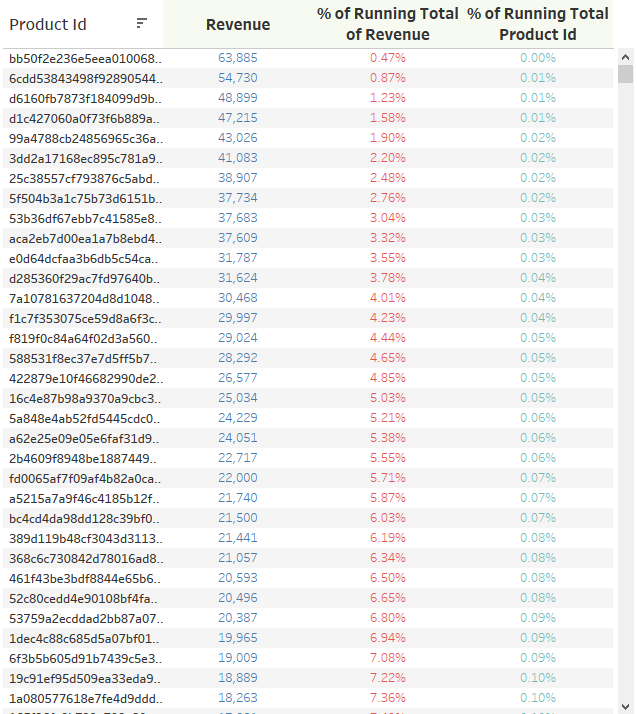 Product Id Revenue % of Running Total of Revenue % of Running Total Product Id
bb50f2e236e5eea010068.. 63,885 0.47% 0.00%
6cdd53843498f92890544.. 54,730 0.87% 0.01%
d6160fb7873f184099d9b.. 48,899 1.23% 0.01%
d1c427060a0f73f6b889a.. 47,215 1.58% 0.01%
99a4788cb24856965c36a.. 43,026 1.90% 0.02%
3dd2a17168ec895c781a9.. 41,083 2.20% 0.02%
25c38557cf793876c5abd.. 38,907 2.48% 0.02%
5f504b3a1c75b73d6151b.. 37,734 2.76% 0.02%
53b36df67ebb7c41585e8.. 37,683 3.04% 0.03%
aca2eb7d00ea1a7b8ebd4.. 37,609 3.32% 0.03%
e0d64dcfaa3b6db5c54ca.. 31,787 3.55% 0.03%
d285360f29ac7fd97640b.. 31,624 3.78% 0.04%
7a10781637204d8d1048.. 30,468 4.01% 0.04%
f1c7f353075ce59d8a6f3c.. 29,997 4.23% 0.04%
f819f0c84a64f02d3a560.. 29,024 4.44% 0.05%
588531f8ec37e7d5ff5b7.. 28,292 4.65% 0.05%
422879e10f46682990de2.. 26,577 4.85% 0.05%
16c4e87b98a9370a9cbc3.. 25,034 5.03% 0.05%
5a848e4ab52fd5445cdc0.. 24,229 5.21% 0.06%
a62e25e09e05e6faf31d9.. 24,051 5.38% 0.06%
2b4609f8948be1887449.. 22,717 5.55% 0.06%
fd0065af7f09af4b82a0ca.. 22,000 5.71% 0.07%
a5215a7a9f46c4185b12f.. 21,740 5.87% 0.07%
bc4cd4da98dd128c39bf0.. 21,500 6.03% 0.07%
389d119b48cf3043d3113.. 21,441 6.19% 0.08%
368c6c730842d78016ad8.. 21,057 6.34% 0.08%
461f43be3bdf8844e65b6.. 20,593 6.50% 0.08%
52c80cedd4e90108bf4fa.. 20,496 6.65% 0.08%
53759a2ecddad2bb87a07.. 20,387 6.80% 0.09%
1dec4c88c685d5a07bf01.. 19,965 6.94% 0.09%
6f3b5b605d91b7439c5e3.. 19,009 7.08% 0.09%
19c91ef95d509ea33eda9.. 18,889 7.22% 0.10%
1a080577618e7fe4d9ddd.. 18,263 7.36% 0.10%